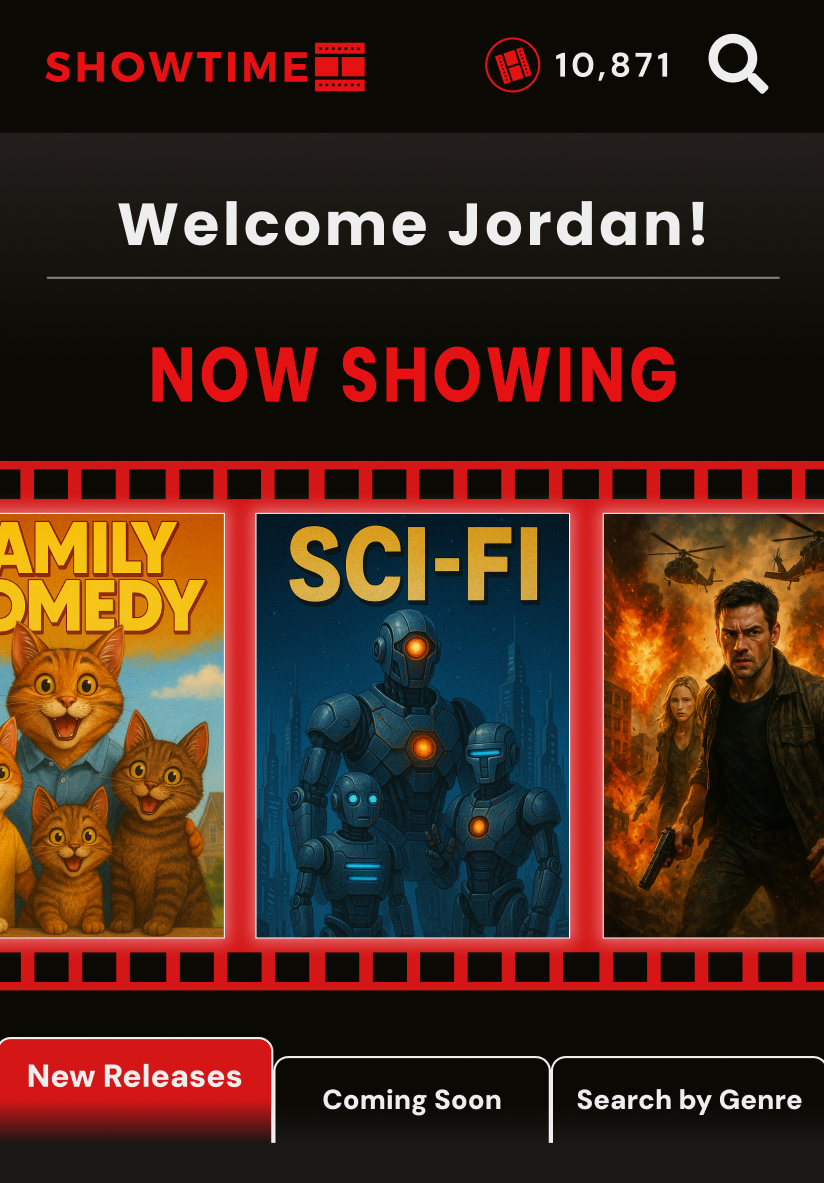 SHOWTIME
10,871
Welcome Jordan!
NOW SHOWING
AMILY
OMEDY
SCI-FI
New Releases
Coming Soon
Search by Genre